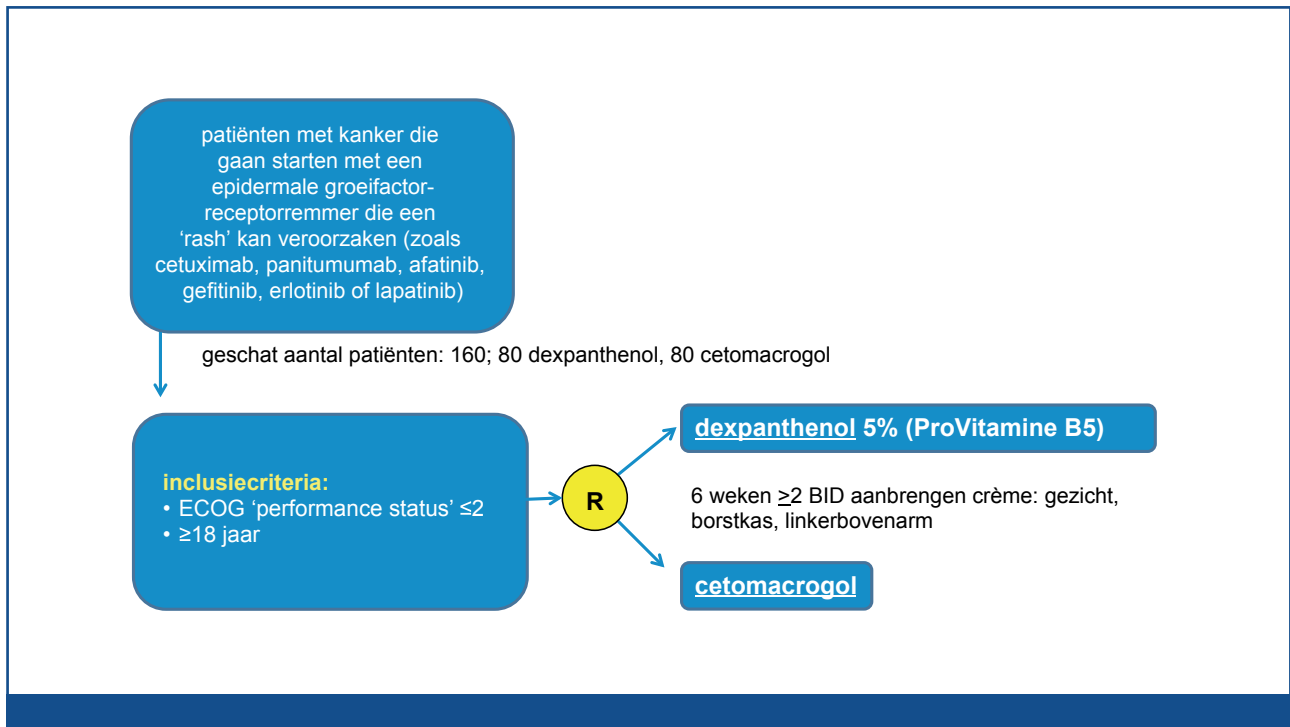 patiënten met kanker die
gaan starten met een
epidermale groeifactor-
receptorremmer die een
‘rash’ kan veroorzaken (zoals
cetuximab, panitumumab, afatinib,
gefitinib, erlotinib of lapatinib)
geschat aantal patiënten: 160; 80 dexpanthenol, 80 cetomacrogol
inclusiecriteria:
• ECOG ‘performance status’ ≤2
• ≥18 jaar
R
dexpanthenol 5% (ProVitamine B5)
6 weken ≥2 BID aanbrengen crème: gezicht,
borstkas, linkerbovenarm
cetomacrogol